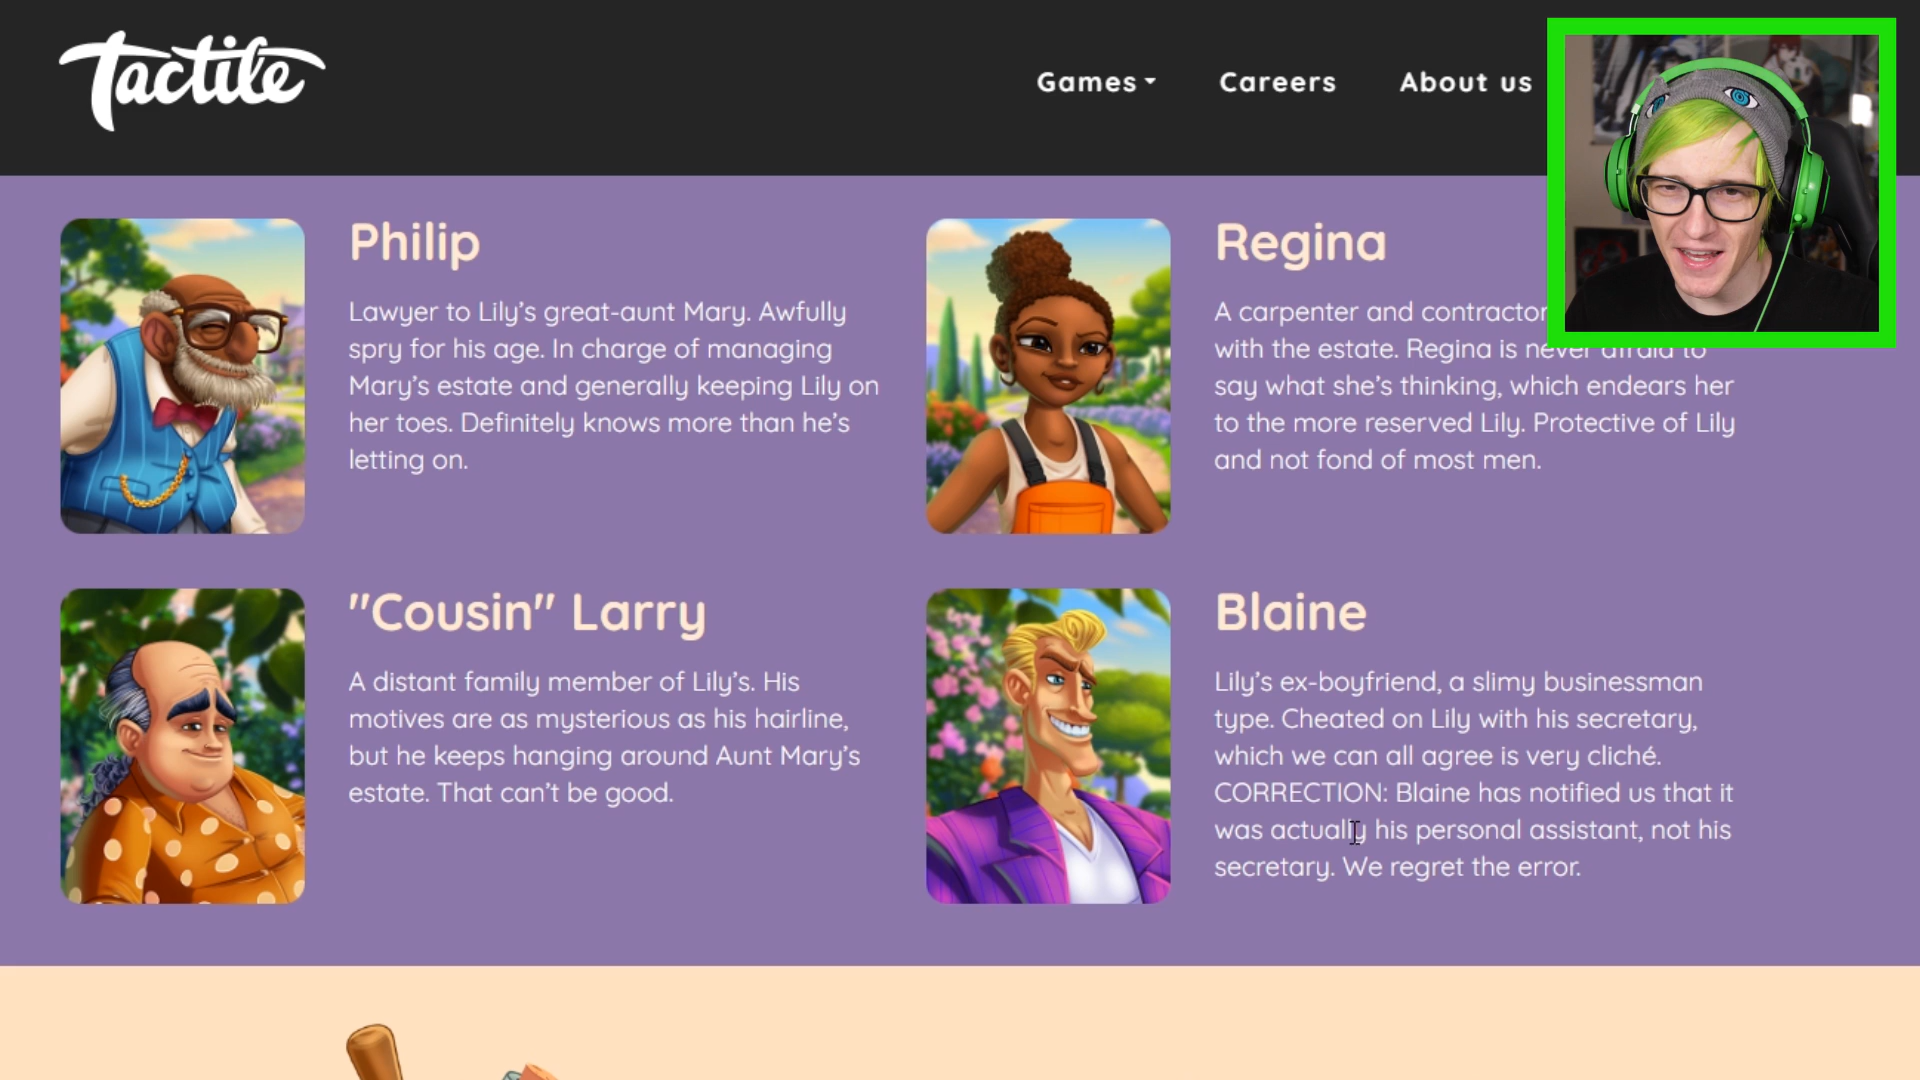 Tactile
Games
Careers
About us
Philip
Lawyer to Lily’s great-aunt Mary. Awfully
spry for his age. In charge of managing
Mary’s estate and generally keeping Lily on
her toes. Definitely knows more than he’s
letting on.
Regina
A carpenter and contractor
with the estate. Regina is never afraid to
say what she’s thinking, which endears her
to the more reserved Lily. Protective of Lily
and not fond of most men.
"Cousin" Larry
A distant family member of Lily’s. His
motives are as mysterious as his hairline,
but he keeps hanging around Aunt Mary’s
estate. That can’t be good.
Blaine
Lily’s ex-boyfriend, a slimy businessman
type. Cheated on Lily with his secretary,
which we can all agree is very cliché.
CORRECTION: Blaine has notified us that it
was actually his personal assistant, not his
secretary. We regret the error.